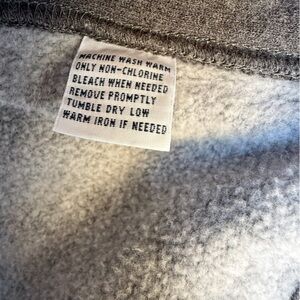 MACHINE WASH WARM
ONLY NON-CHLORINE
BLEACH WHEN NEEDED
REMOVE PROMPTLY
TUMBLE DRY LOW
WARM IRON IF NEEDED